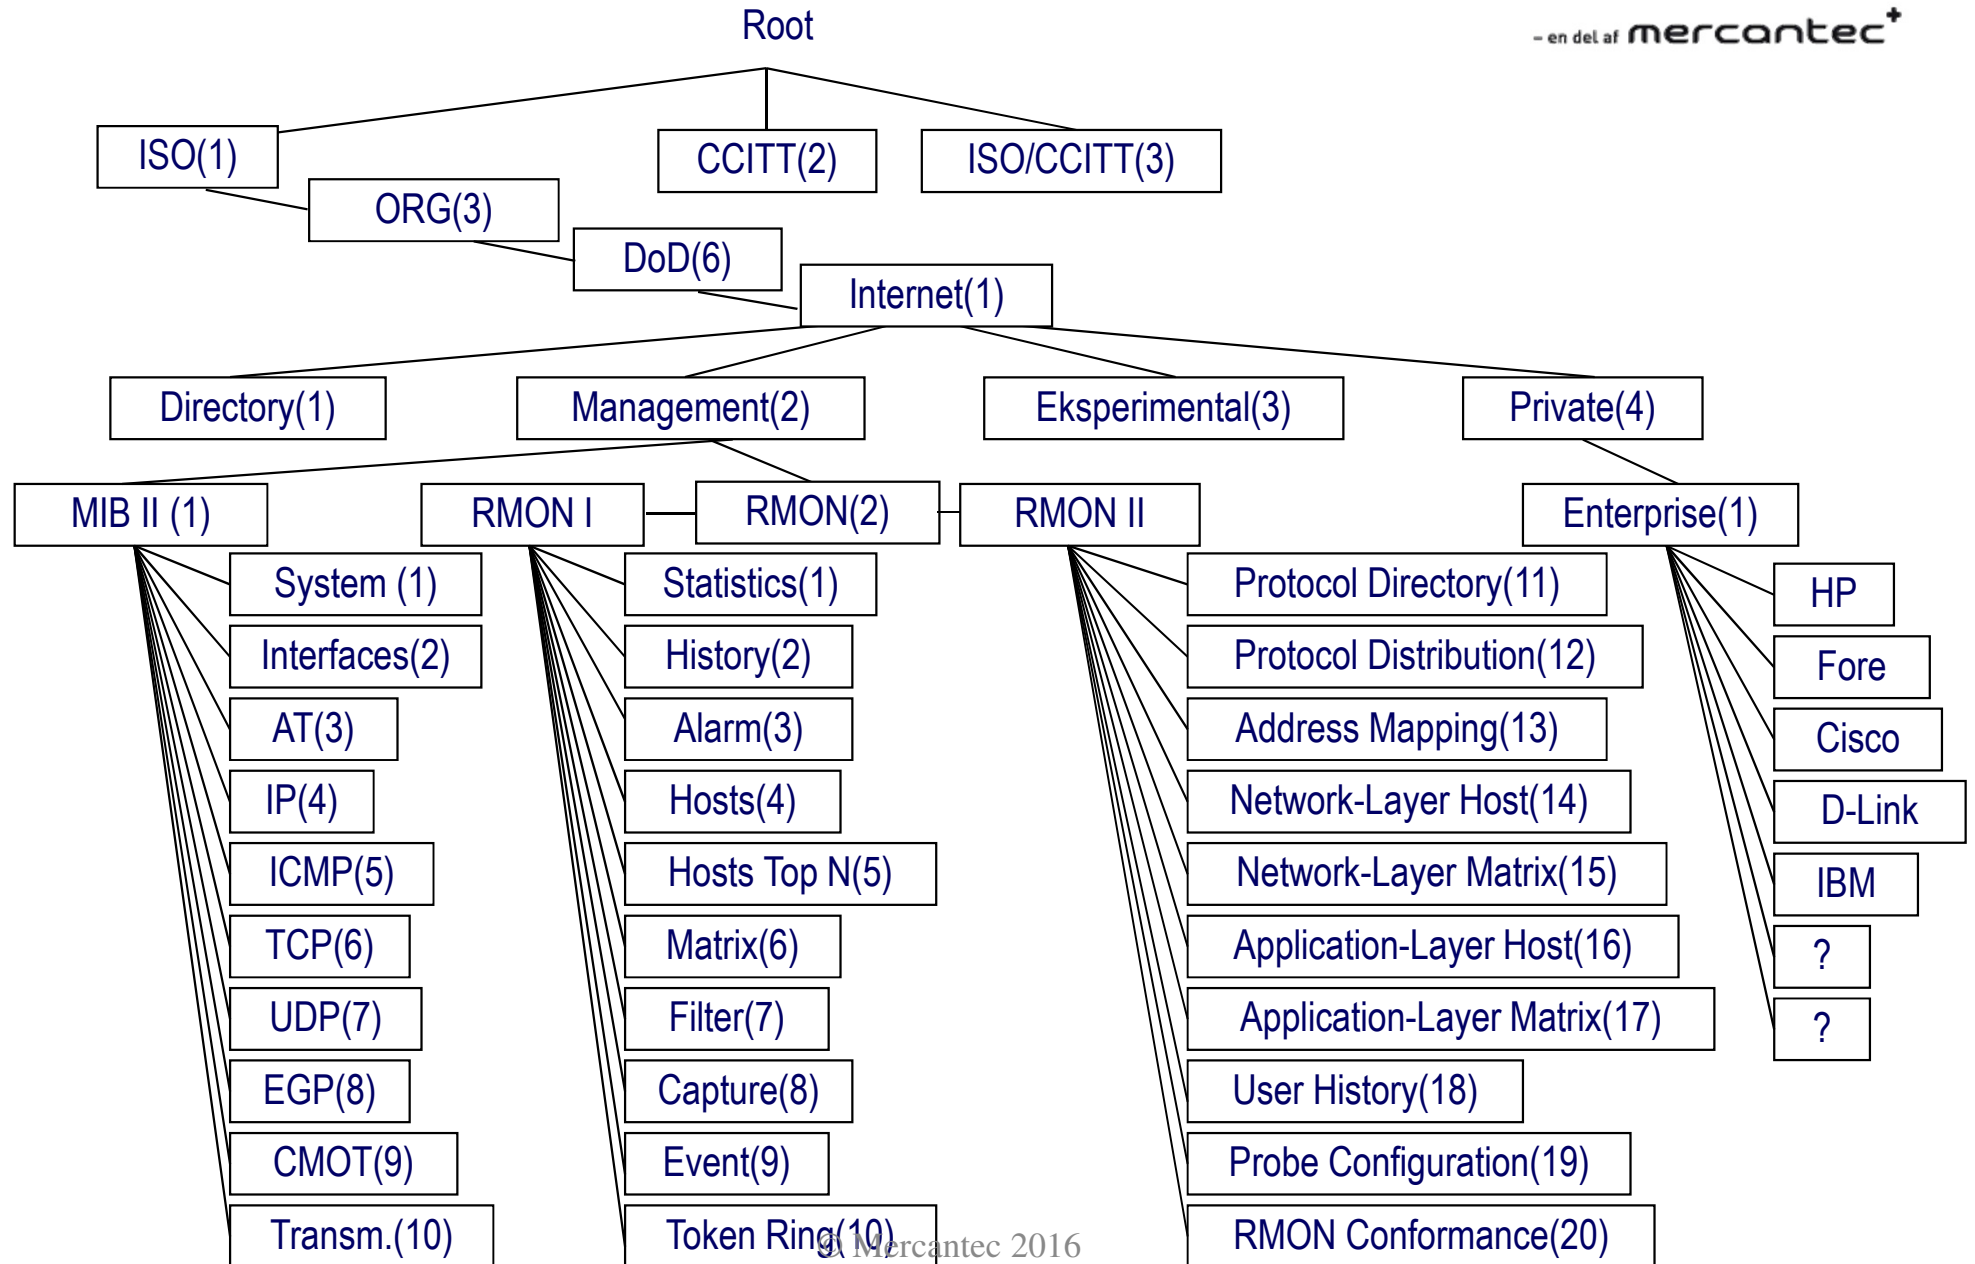 Root
– en del af mercantec+
ISO(1)
CCITT(2)
ISO/CCITT(3)
ORG(3)
DoD(6)
Internet(1)
Directory(1)
Management(2)
Eksperimental(3)
Private(4)
MIB II (1)
RMON I
RMON(2)
RMON II
Enterprise(1)
System (1)
Interfaces(2)
AT(3)
IP(4)
ICMP(5)
TCP(6)
UDP(7)
EGP(8)
CMOT(9)
Transm.(10)
Statistics(1)
History(2)
Alarm(3)
Hosts(4)
Hosts Top N(5)
Matrix(6)
Filter(7)
Capture(8)
Event(9)
Token Ring(10)
Protocol Directory(11)
Protocol Distribution(12)
Address Mapping(13)
Network-Layer Host(14)
Network-Layer Matrix(15)
Application-Layer Host(16)
Application-Layer Matrix(17)
User History(18)
Probe Configuration(19)
RMON Conformance(20)
HP
Fore
Cisco
D-Link
IBM
?
?
© Mercantec 2016